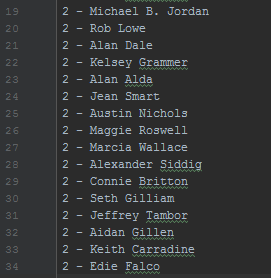 19 2 - Michael B. Jordan
20 2 - Rob Lowe
21 2 - Alan Dale
22 2 - Kelsey Grammer
23 2 - Alan Alda
24 2 - Jean Smart
25 2 - Austin Nichols
26 2 - Maggie Roswell
27 2 - Marcia Wallace
28 2 - Alexander Siddig
29 2 - Connie Britton
30 2 - Seth Gilliam
31 2 - Jeffrey Tambor
32 2 - Aidan Gillen
33 2 - Keith Carradine
34 2 - Edie Falco